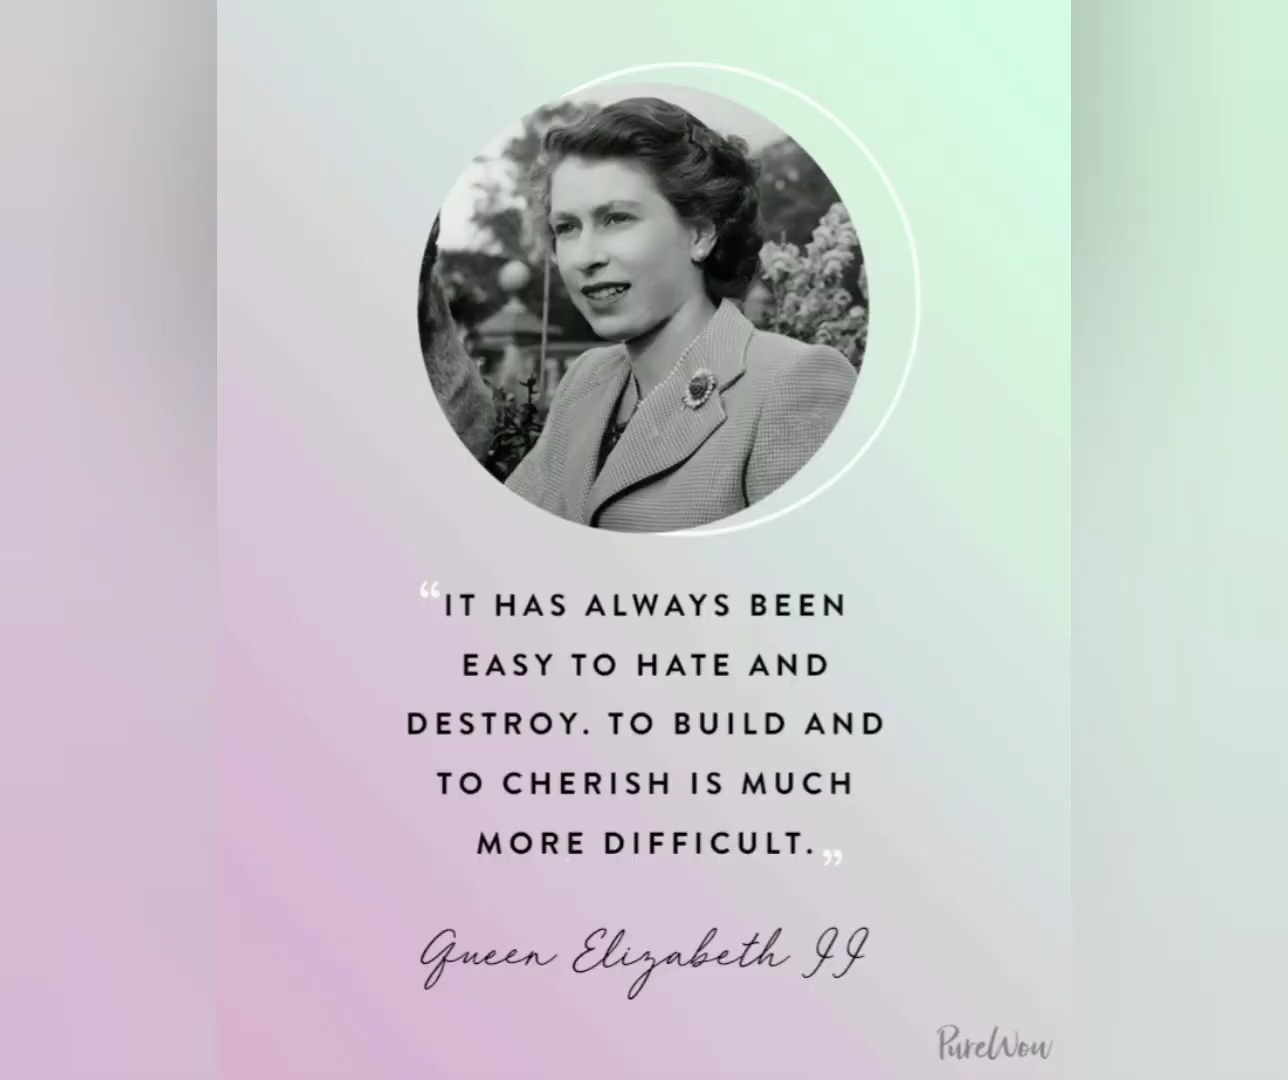 “IT HAS ALWAYS BEEN
EASY TO HATE AND
DESTROY. TO BUILD AND
TO CHERISH IS MUCH
MORE DIFFICULT.”
Queen Elizabeth II
PureWow